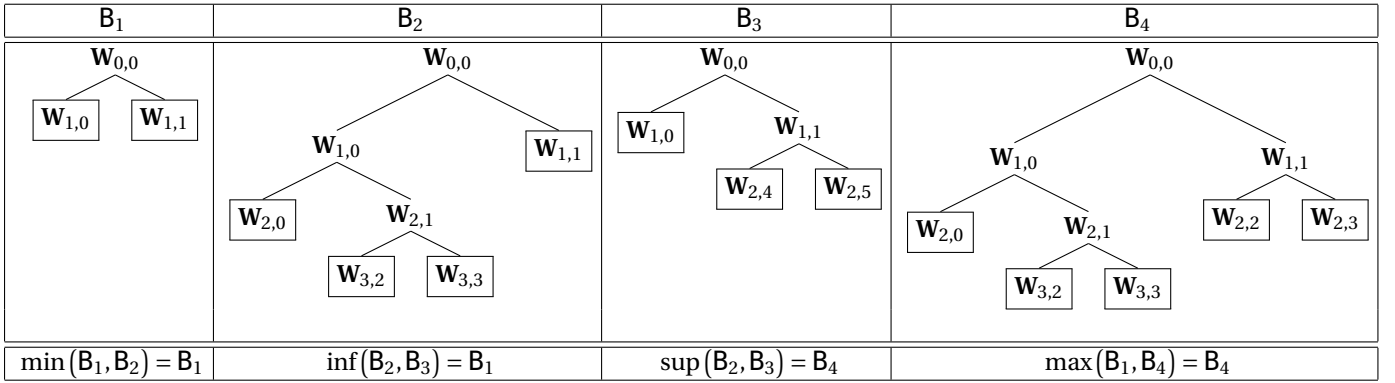 B₁ B₂ B₃ B₄
W₀,₀ W₀,₀ W₀,₀ W₀,₀
W₁,₀ W₁,₁ W₁,₀ W₁,₁ W₁,₀ W₁,₁ W₁,₀ W₁,₁
W₂,₀ W₂,₁ W₂,₄ W₂,₅ W₂,₀ W₂,₁ W₂,₂ W₂,₃
W₃,₂ W₃,₃ W₃,₂ W₃,₃
min(B₁,B₂) = B₁ inf(B₂,B₃) = B₁ sup(B₂,B₃) = B₄ max(B₁,B₄) = B₄